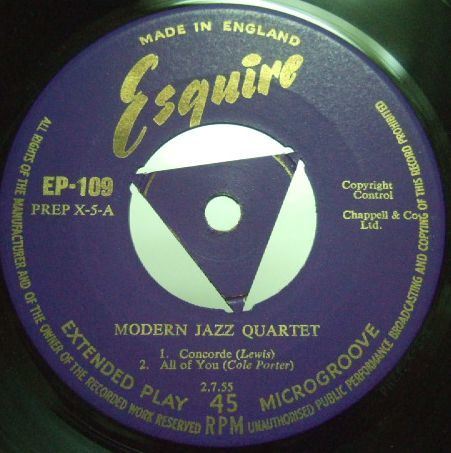 MADE IN ENGLAND
Esquire
EP-109
PREP X-5-A
Copyright
Control
Chappell & Co
Ltd.
MODERN JAZZ QUARTET
1. Concorde (Lewis)
2. All of You (Cole Porter)
2.7.55
EXTENDED PLAY 45 MICROGROOVE
RPM
ALL RIGHTS OF THE MANUFACTURER AND OF THE OWNER OF THE RECORDED WORK RESERVED
UNAUTHORISED PUBLIC PERFORMANCE BROADCASTING AND COPYING OF THIS RECORD PROHIBITED